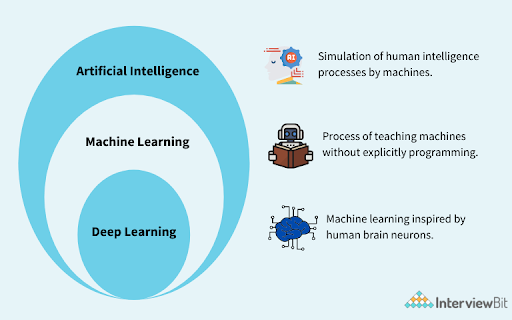 Artificial Intelligence
Simulation of human intelligence
processes by machines.
AI
Machine Learning
Process of teaching machines
without explicitly programming.
Deep Learning
Machine learning inspired by
human brain neurons.
InterviewBit